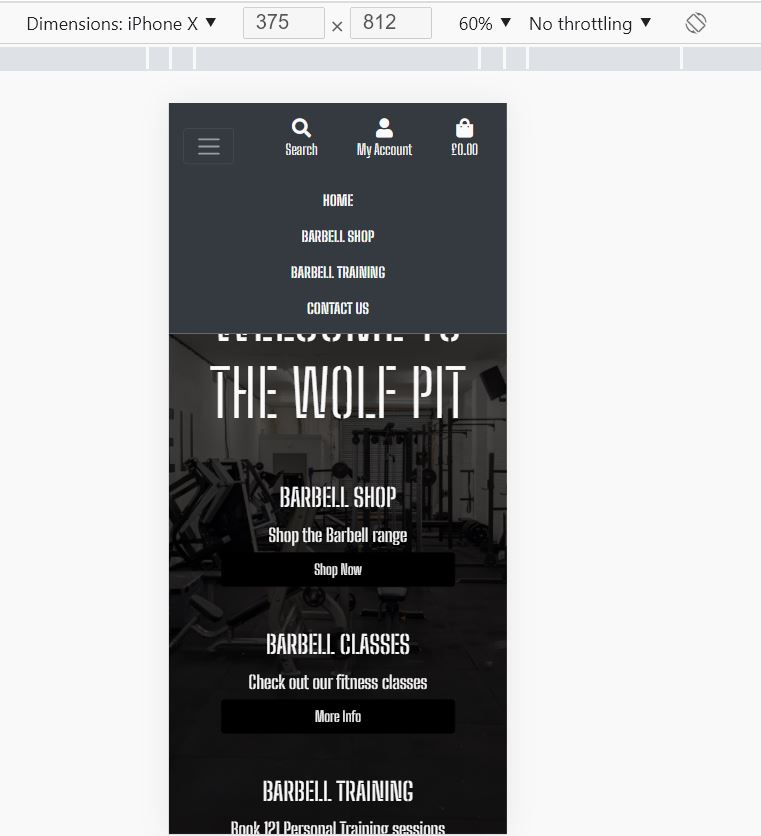 Dimensions: iPhone X ▼ 375 × 812 60% ▼ No throttling ▼
Search My Account £0.00
HOME
BARBELL SHOP
BARBELL TRAINING
CONTACT US
WELCOME TO
THE WOLF PIT
BARBELL SHOP
Shop the Barbell range
Shop Now
BARBELL CLASSES
Check out our fitness classes
More Info
BARBELL TRAINING
Book 121 Personal Training sessions